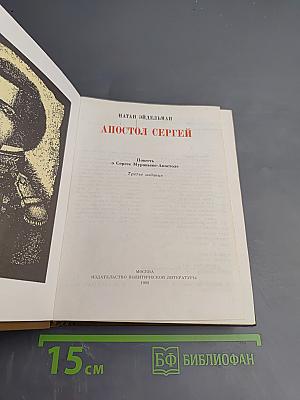 НАТАН ЭЙДЕЛЬМАН
АПОСТОЛ СЕРГЕЙ
Повесть
о Сергее Муравьеве-Апостоле
Третье издание
МОСКВА
ИЗДАТЕЛЬСТВО ПОЛИТИЧЕСКОЙ ЛИТЕРАТУРЫ
15 см
БФ БИБЛИОФАН